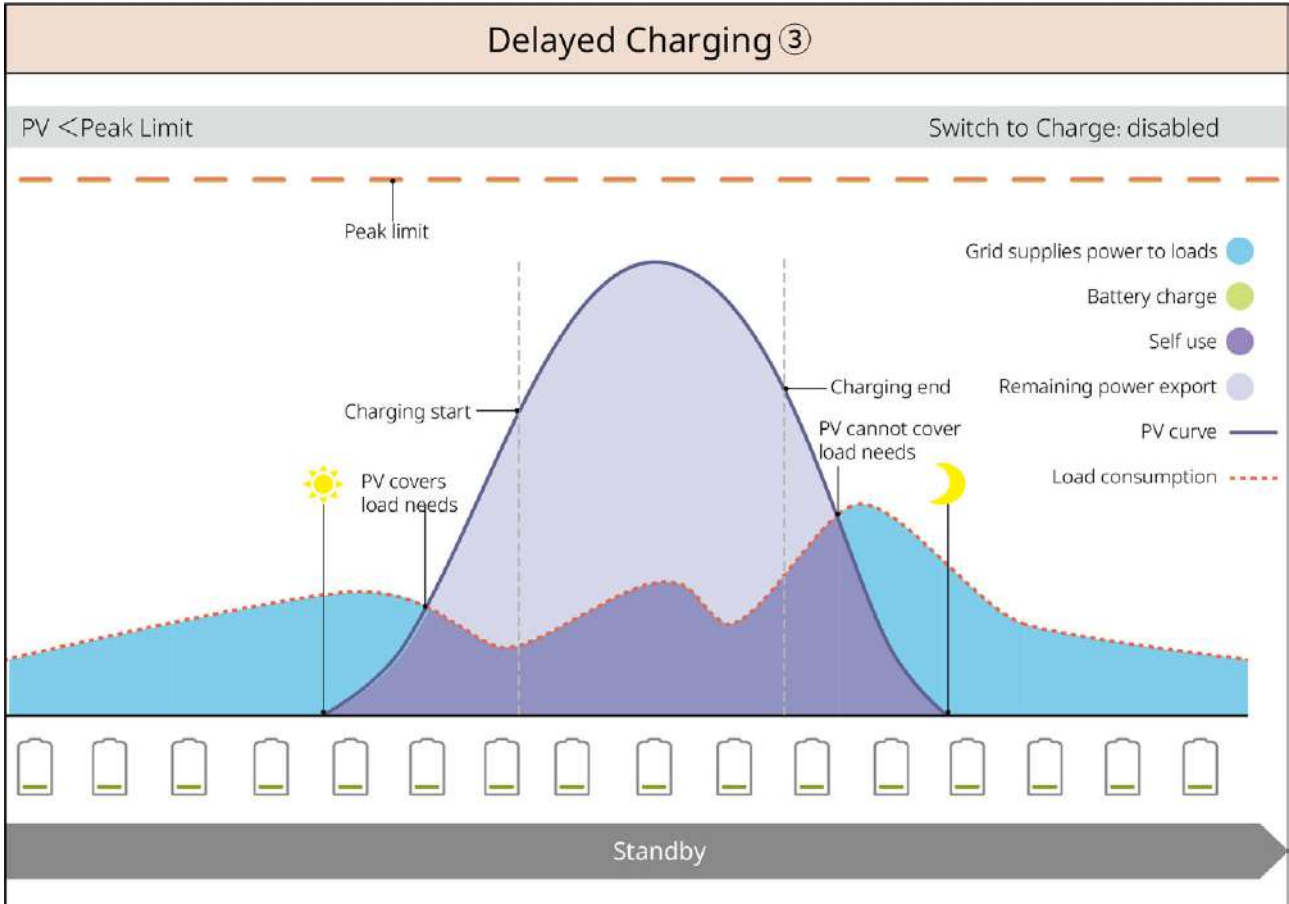 Delayed Charging ③
PV <Peak Limit
Switch to Charge: disabled
Peak limit
Grid supplies power to loads
Battery charge
Self use
Remaining power export
PV curve
Load consumption
Charging start
Charging end
PV cannot cover
load needs
PV covers
load needs
Standby